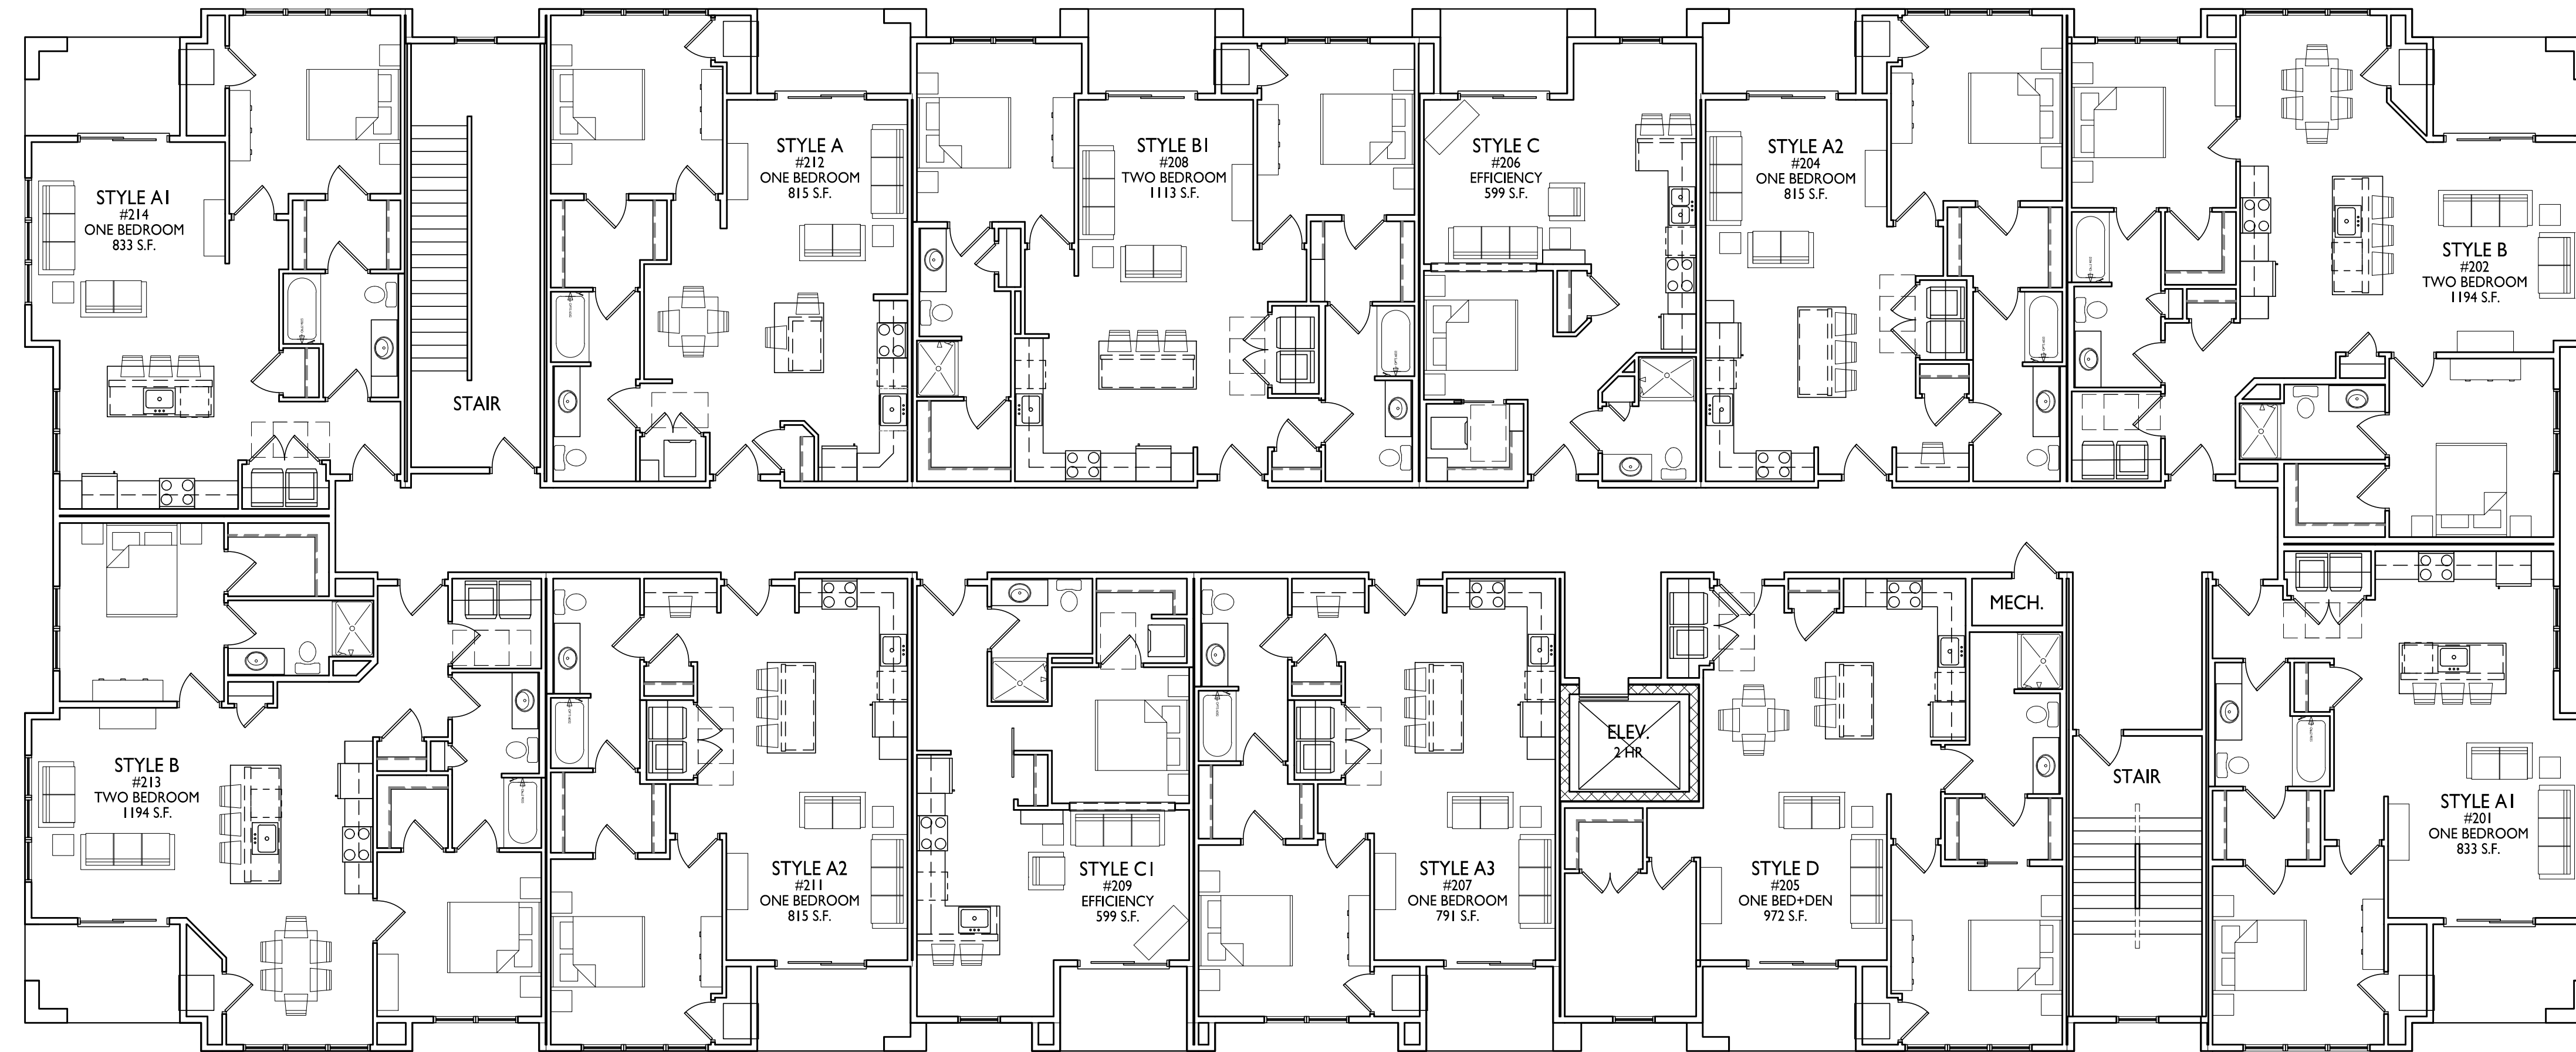 STYLE A1
#214
ONE BEDROOM
833 S.F.
STAIR
STYLE A
#212
ONE BEDROOM
815 S.F.
STYLE B1
#208
TWO BEDROOM
1113 S.F.
STYLE C
#206
EFFICIENCY
599 S.F.
STYLE A2
#204
ONE BEDROOM
815 S.F.
STYLE B
#202
TWO BEDROOM
1194 S.F.
STYLE B
#213
TWO BEDROOM
1194 S.F.
STYLE A2
#211
ONE BEDROOM
815 S.F.
STYLE C1
#209
EFFICIENCY
599 S.F.
STYLE A3
#207
ONE BEDROOM
791 S.F.
ELEV.
2 HR
STYLE D
#205
ONE BED+DEN
972 S.F.
MECH.
STAIR
STYLE A1
#201
ONE BEDROOM
833 S.F.